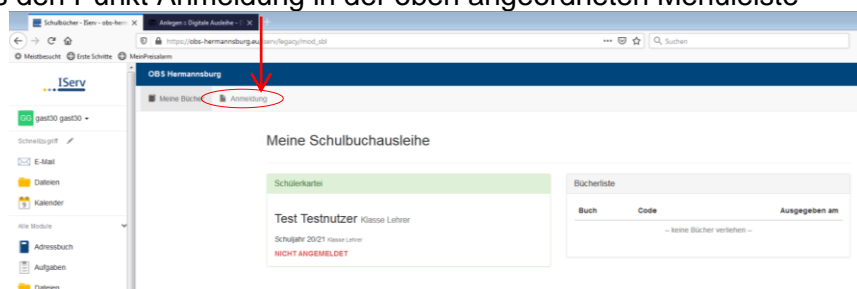 den Punkt Anmeldung in der oben angeordneten Menüleiste
Schulbücher - IServ - obs-herm
Anlegen :: Digitale Ausleihe -
https://obs-hermannsburg.eu/iserv/legacy/mod_sbl
Suchen
Meistbesucht Erste Schritte MeinPreisalarm
IServ
OBS Hermannsburg
Meine Bücher Anmeldung
GG gast30 gast30
Schnellzugriff
E-Mail
Dateien
Kalender
Alle Module
Adressbuch
Aufgaben
Dateien
Meine Schulbuchausleihe
Schülerkartei
Test Testnutzer Klasse Lehrer
Schuljahr 20/21 Klasse Lehrer
NICHT ANGEMELDET
Bücherliste
Buch Code Ausgegeben am
-- keine Bücher verliehen --